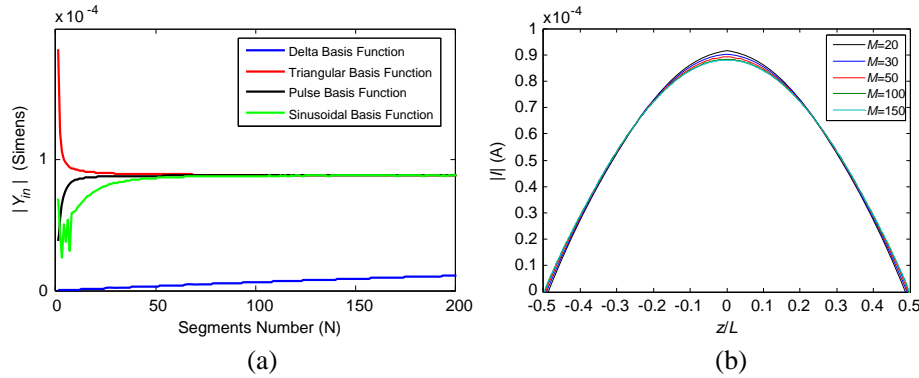 x10⁻⁴
Delta Basis Function
Triangular Basis Function
Pulse Basis Function
Sinusoidal Basis Function
|Y_in| (Simens)
1
0
0 50 100 150 200
Segments Number (N)
(a)
x10⁻⁴
M=20
M=30
M=50
M=100
M=150
|I| (A)
1
0.9
0.8
0.7
0.6
0.5
0.4
0.3
0.2
0.1
0
-0.5 -0.4 -0.3 -0.2 -0.1 0 0.1 0.2 0.3 0.4 0.5
z/L
(b)